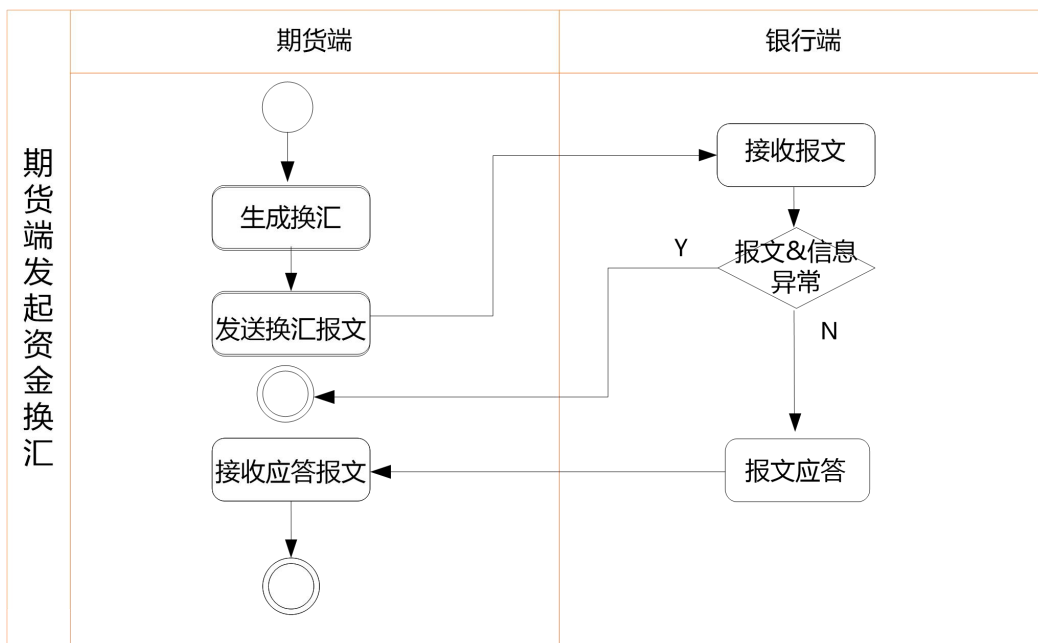 期货端
银行端
期货端发起资金换汇
生成换汇
发送换汇报文
接收应答报文
接收报文
报文&信息
异常
Y
N
报文应答